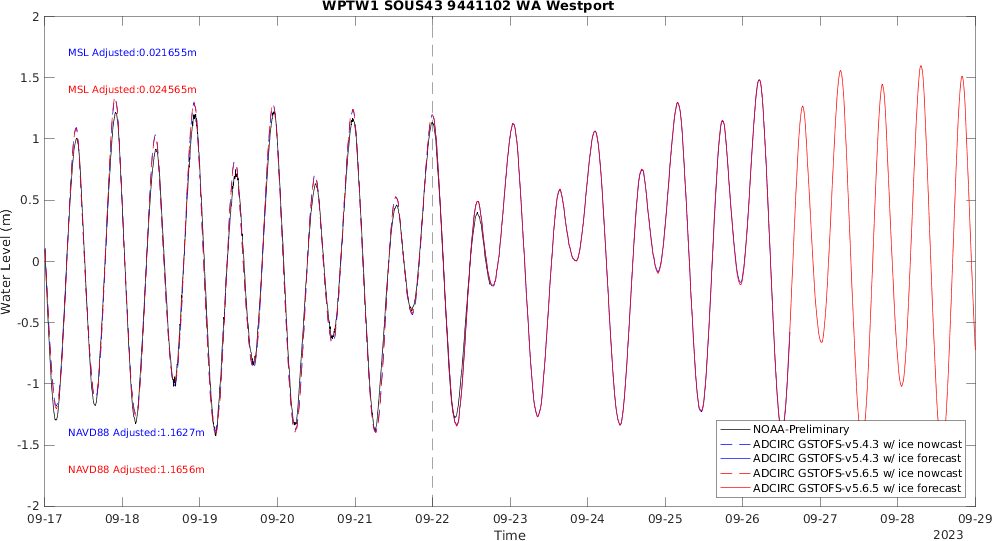 WPTW1 SOUS43 9441102 WA Westport
2
1.5
1
0.5
0
-0.5
-1
-1.5
-2
Water Level (m)
MSL Adjusted:0.021655m
MSL Adjusted:0.024565m
NAVD88 Adjusted:1.1627m
NAVD88 Adjusted:1.1656m
NOAA-Preliminary
ADCIRC GSTOFS-v5.4.3 w/ ice nowcast
ADCIRC GSTOFS-v5.4.3 w/ ice forecast
ADCIRC GSTOFS-v5.6.5 w/ ice nowcast
ADCIRC GSTOFS-v5.6.5 w/ ice forecast
09-17 09-18 09-19 09-20 09-21 09-22 09-23 09-24 09-25 09-26 09-27 09-28 09-29
Time
2023